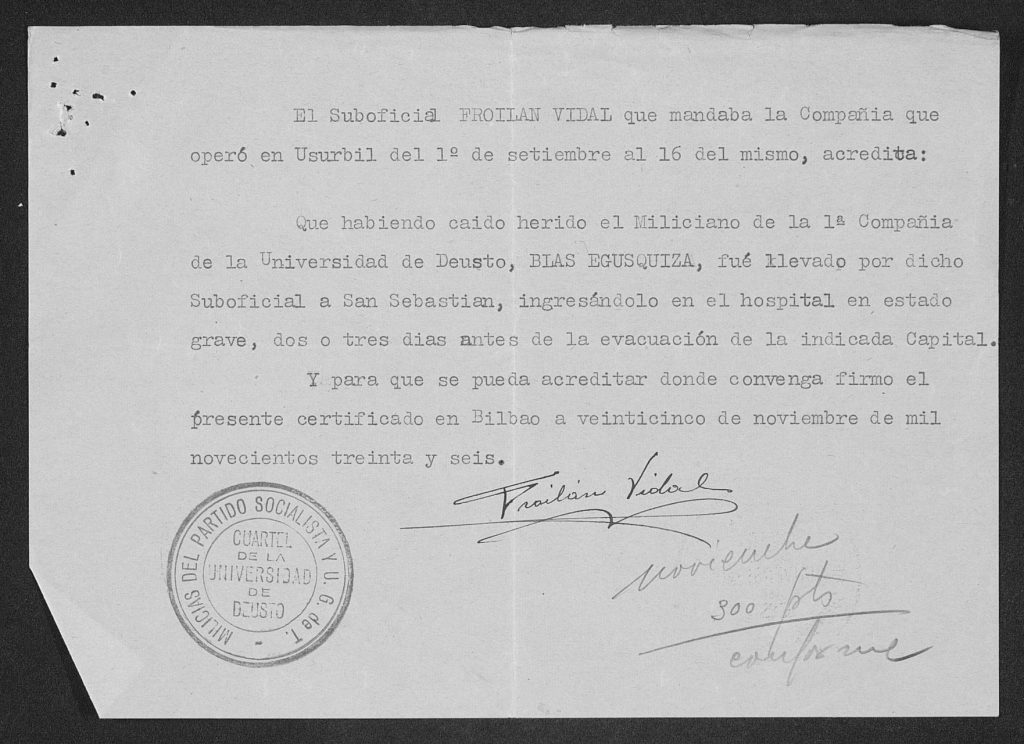 El Suboficial FROILAN VIDAL que mandaba la Compañia que
operó en Usurbil del 1º de setiembre al 16 del mismo, acredita:
Que habiendo caido herido el Miliciano de la 1ª Compañia
de la Universidad de Deusto, BLAS EGUSQUIZA, fué llevado por dicho
Suboficial a San Sebastian, ingresándolo en el hospital en estado
grave, dos o tres dias antes de la evacuación de la indicada Capital.
Y para que se pueda acreditar donde convenga firmo el
presente certificado en Bilbao a veinticinco de noviembre de mil
novecientos treinta y seis.
Froilán Vidal
MILICIAS DEL PARTIDO SOCIALISTA Y U. G. de T.
CUARTEL
DE LA
UNIVERSIDAD
DE
DEUSTO
noviembre
300 pts
conforme